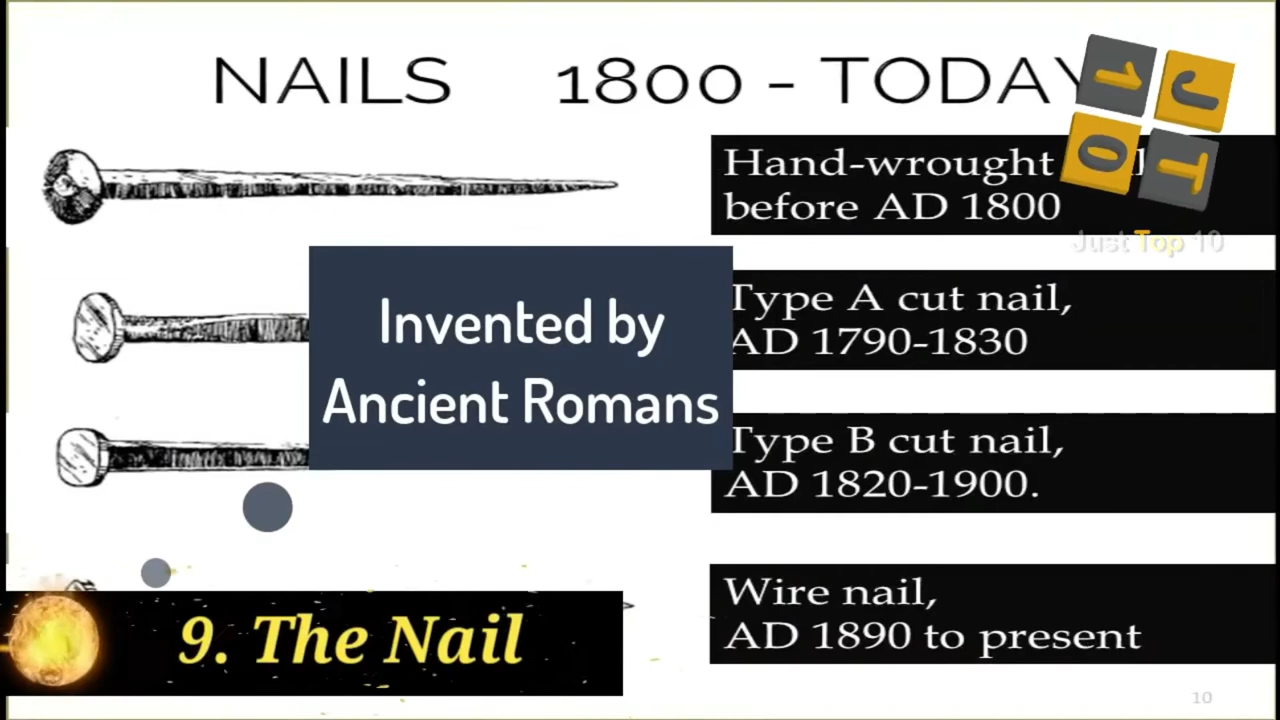 NAILS 1800 - TODAY
J
1
T
O
Just Top 10
Hand-wrought
before AD 1800
Type A cut nail,
AD 1790-1830
Invented by
Ancient Romans
Type B cut nail,
AD 1820-1900.
Wire nail,
AD 1890 to present
9. The Nail
10